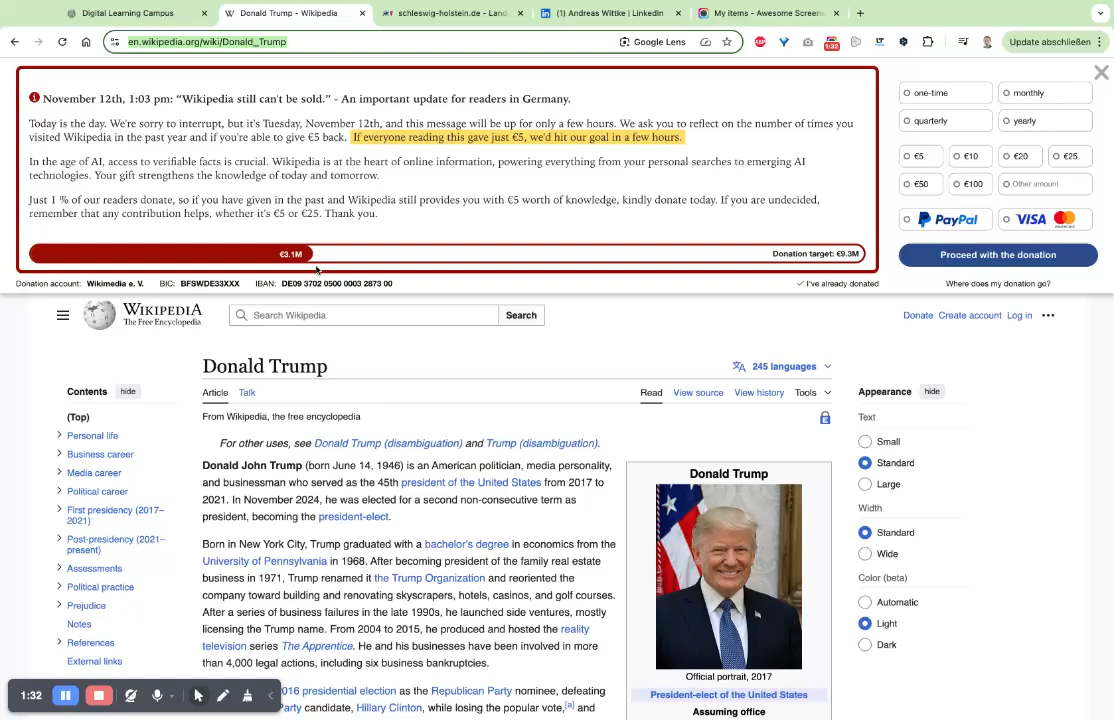 Digital Learning Campus
Donald Trump - Wikipedia
schleswig-holstein.de - Land
(1) Andreas Wittke | LinkedIn
My items - Awesome Screen
en.wikipedia.org/wiki/Donald_Trump
Google Lens
ABP
1:32
LT
Update abschließen
November 12th, 1:03 pm: “Wikipedia still can't be sold.” - An important update for readers in Germany.
Today is the day. We're sorry to interrupt, but it's Tuesday, November 12th, and this message will be up for only a few hours. We ask you to reflect on the number of times you
visited Wikipedia in the past year and if you're able to give €5 back. If everyone reading this gave just €5, we'd hit our goal in a few hours.
In the age of AI, access to verifiable facts is crucial. Wikipedia is at the heart of online information, powering everything from your personal searches to emerging AI
technologies. Your gift strengthens the knowledge of today and tomorrow.
Just 1 % of our readers donate, so if you have given in the past and Wikipedia still provides you with €5 worth of knowledge, kindly donate today. If you are undecided,
remember that any contribution helps, whether it's €5 or €25. Thank you.
€3.1M
Donation target: €9.3M
Donation account: Wikimedia e. V. BIC: BFSWDE33XXX IBAN: DE09 3702 0500 0003 2873 00
I've already donated
one-time monthly
quarterly yearly
€5 €10 €20 €25
€50 €100 Other amount
PayPal VISA mastercard
Proceed with the donation
Where does my donation go?
WIKIPEDIA
The Free Encyclopedia
Search Wikipedia
Search
Donate Create account Log in
Donald Trump
245 languages
Article Talk
Read View source View history Tools
From Wikipedia, the free encyclopedia
Contents hide
(Top)
Personal life
Business career
Media career
Political career
First presidency (2017–
2021)
Post-presidency (2021–
present)
Assessments
Political practice
Prejudice
Notes
References
External links
For other uses, see Donald Trump (disambiguation) and Trump (disambiguation).
Donald John Trump (born June 14, 1946) is an American politician, media personality,
and businessman who served as the 45th president of the United States from 2017 to
2021. In November 2024, he was elected for a second non-consecutive term as
president, becoming the president-elect.
Born in New York City, Trump graduated with a bachelor's degree in economics from the
University of Pennsylvania in 1968. After becoming president of the family real estate
business in 1971, Trump renamed it the Trump Organization and reoriented the
company toward building and renovating skyscrapers, hotels, casinos, and golf courses.
After a series of business failures in the late 1990s, he launched side ventures, mostly
licensing the Trump name. From 2004 to 2015, he produced and hosted the reality
television series The Apprentice. He and his businesses have been involved in more
than 4,000 legal actions, including six business bankruptcies.
016 presidential election as the Republican Party nominee, defeating
Party candidate, Hillary Clinton, while losing the popular vote,[a] and
Donald Trump
Official portrait, 2017
President-elect of the United States
Assuming office
Appearance hide
Text
Small
Standard
Large
Width
Standard
Wide
Color (beta)
Automatic
Light
Dark
1:32